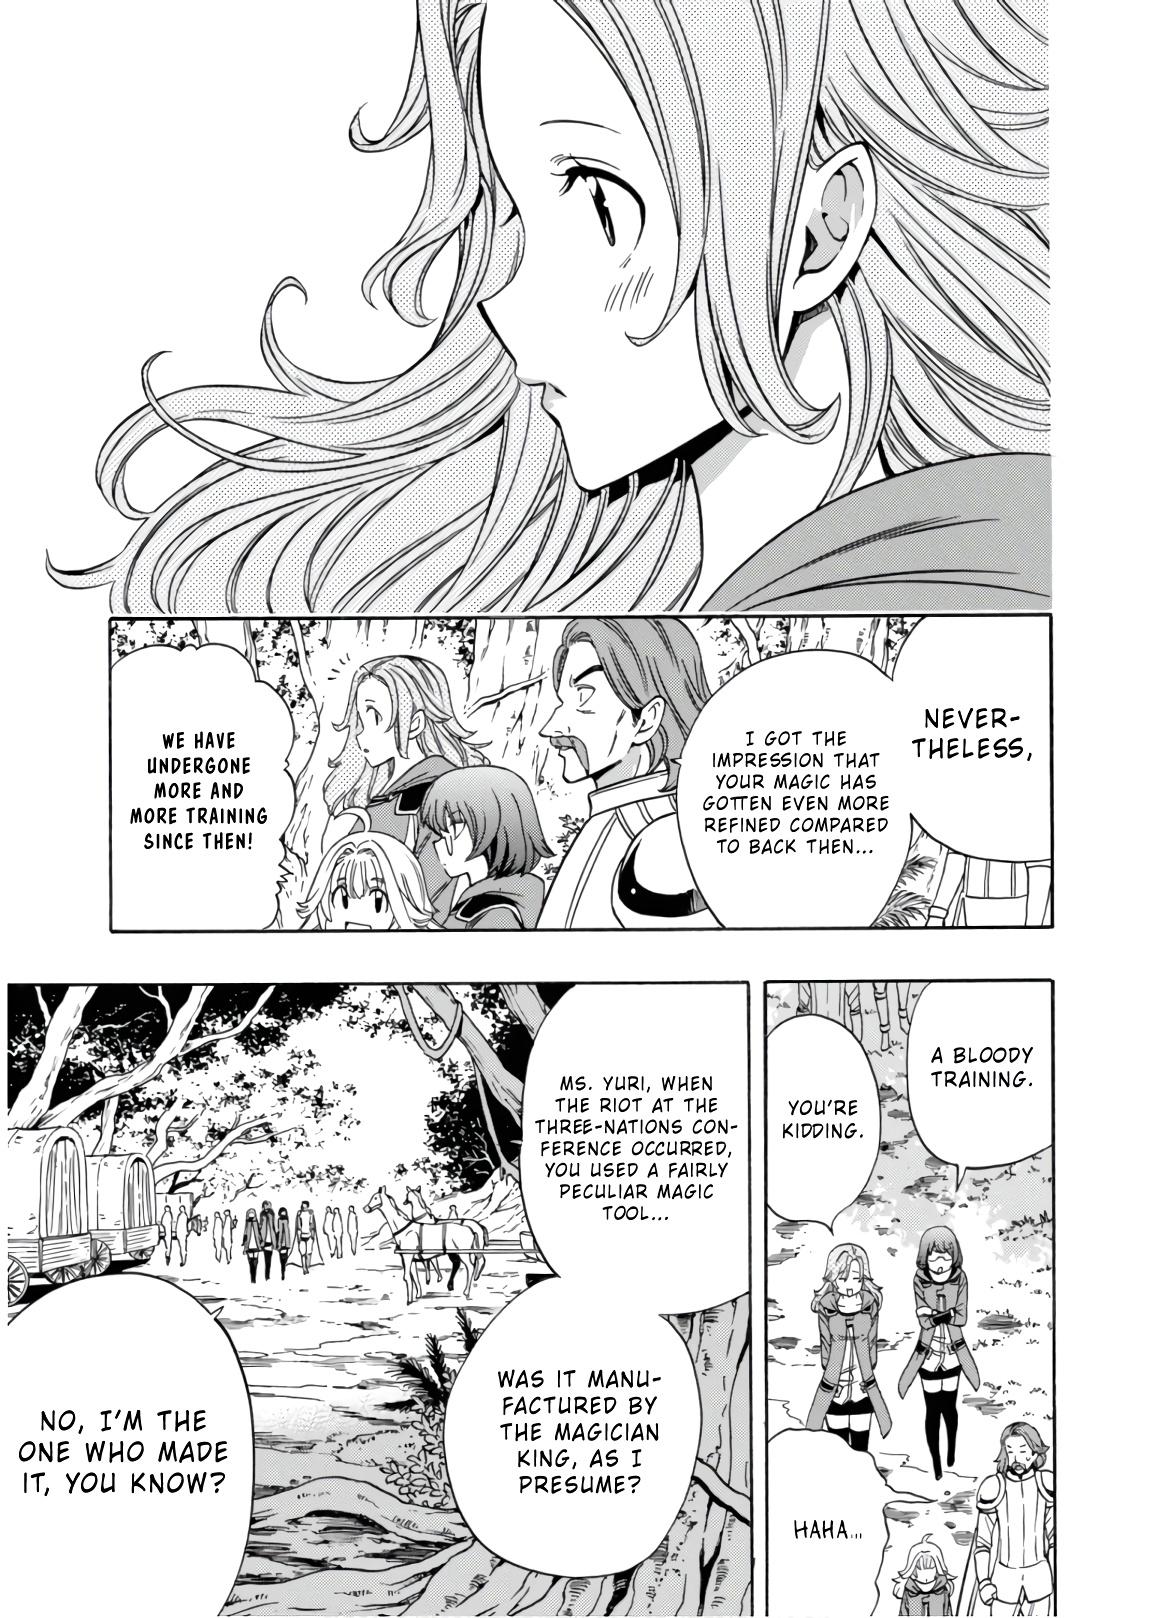 NEVER-
THELESS,
I GOT THE
IMPRESSION THAT
YOUR MAGIC HAS
GOTTEN EVEN MORE
REFINED COMPARED
TO BACK THEN...
WE HAVE
UNDERGONE
MORE AND
MORE TRAINING
SINCE THEN!
A BLOODY
TRAINING.
YOU'RE
KIDDING.
HAHA...
MS. YURI, WHEN
THE RIOT AT THE
THREE-NATIONS CON-
FERENCE OCCURRED,
YOU USED A FAIRLY
PECULIAR MAGIC
TOOL...
WAS IT MANU-
FACTURED BY
THE MAGICIAN
KING, AS I
PRESUME?
NO, I'M THE
ONE WHO MADE
IT, YOU KNOW?